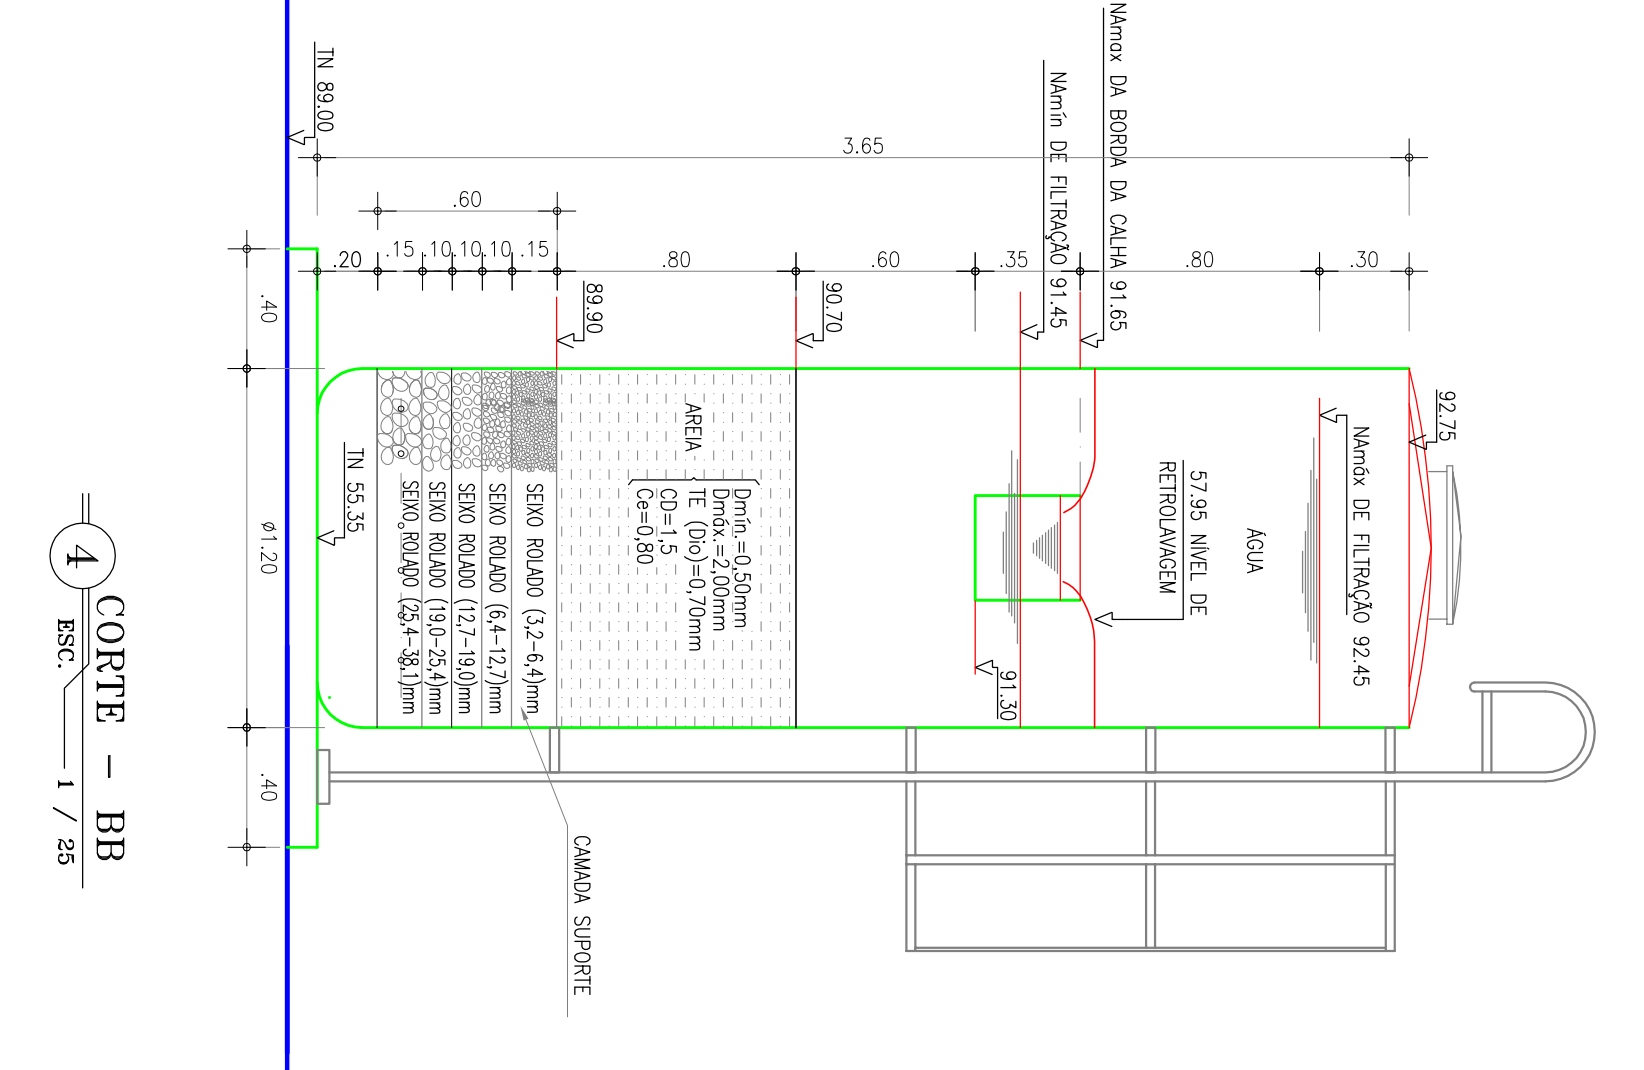 NAmax DA BORDA DA CALHA 91.65
NAmín DE FILTRAÇÃO 91.45
TN 89.00
3.65
.60
.20
.15
.10
.10
.10
.15
.80
.60
.35
.80
.30
89.90
90.70
92.75
NAmáx DE FILTRAÇÃO 92.45
ÁGUA
57.95 NÍVEL DE
RETROLAVAGEM
91.30
AREIA
Dmín.=0,50mm
Dmáx.=2,00mm
TE (Dio)=0,70mm
CD=1,5
Ce=0,80
SEIXO ROLADO (3,2-6,4)mm
SEIXO ROLADO (6,4-12,7)mm
SEIXO ROLADO (12,7-19,0)mm
SEIXO ROLADO (19,0-25,4)mm
SEIXO ROLADO (25,4-38,1)mm
TN 55.35
.40
ø1.20
.40
CAMADA SUPORTE
4
CORTE - BB
ESC. 1 / 25